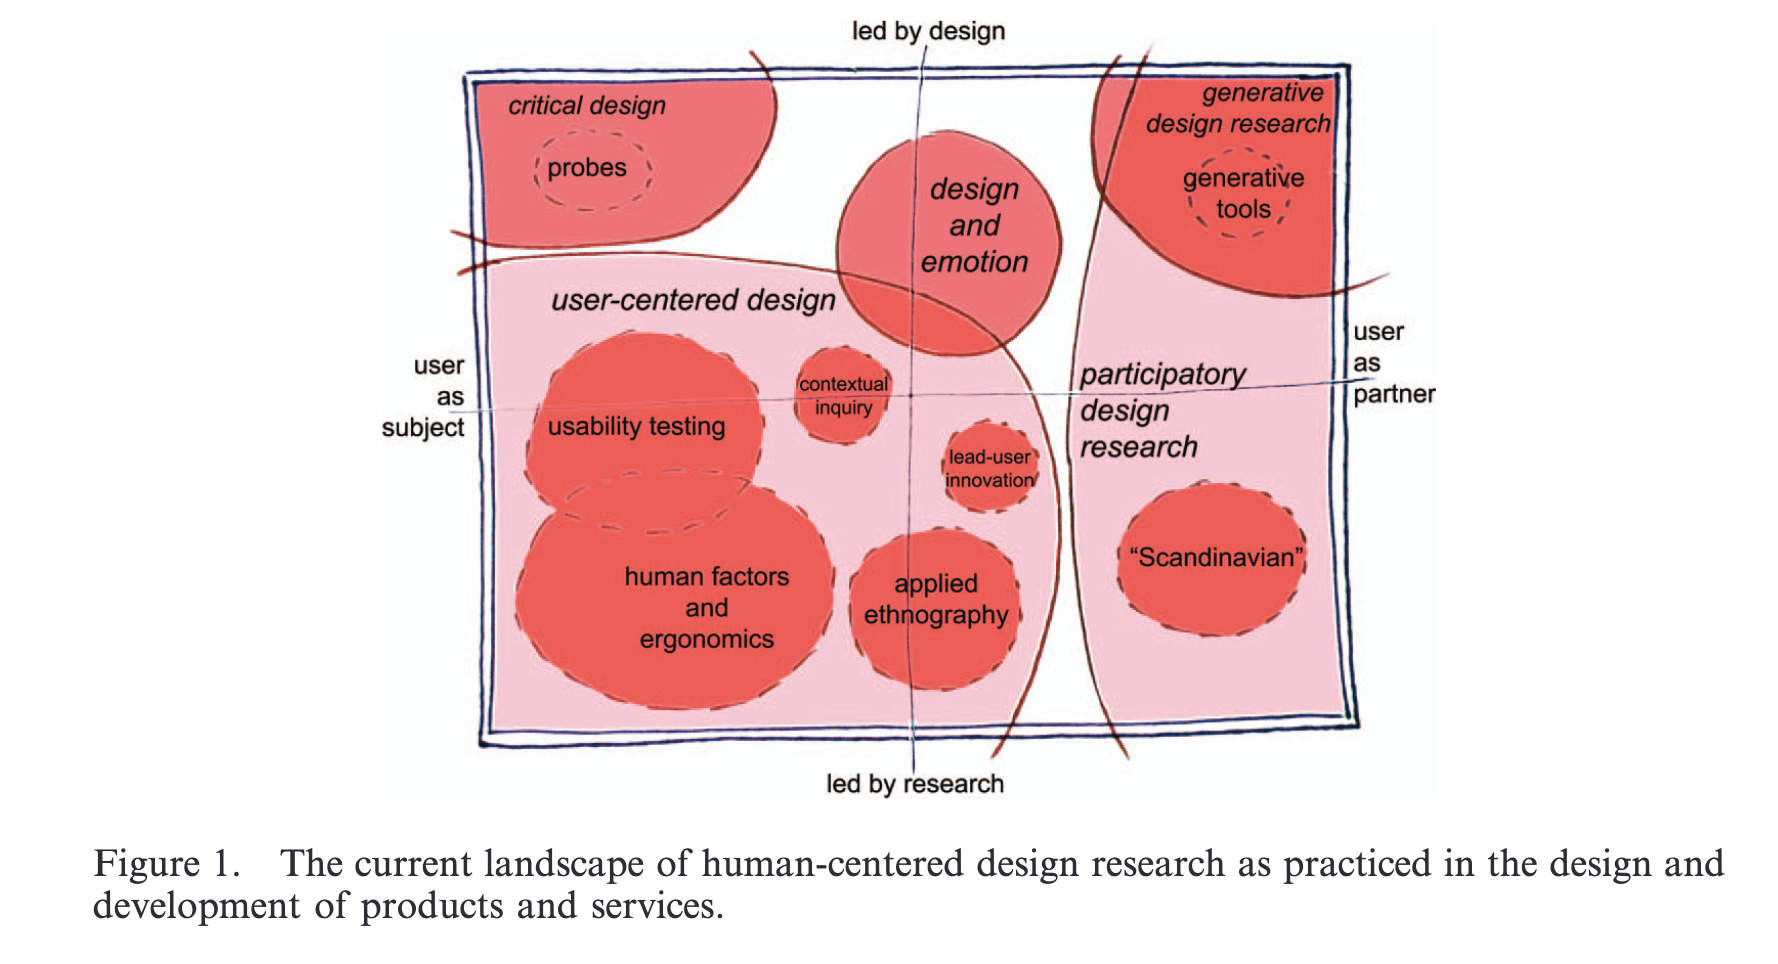 led by design
critical design
probes
generative
design research
generative
tools
design
and
emotion
user-centered design
user
as
subject
user
as
partner
contextual
inquiry
usability testing
participatory
design
research
lead-user
innovation
human factors
and
ergonomics
applied
ethnography
“Scandinavian”
led by research
Figure 1. The current landscape of human-centered design research as practiced in the design and
development of products and services.